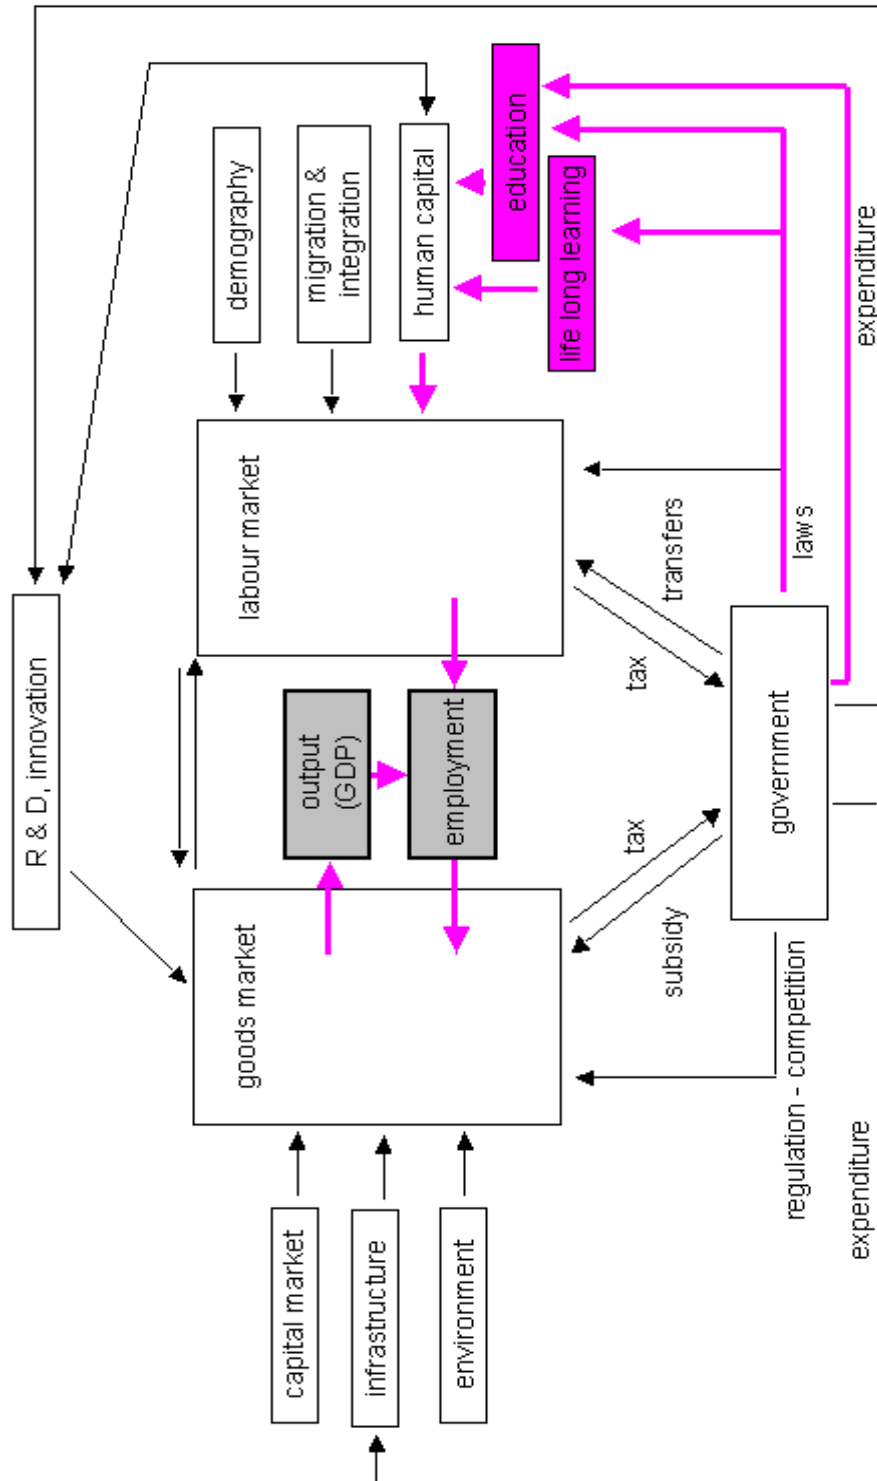 R & D, innovation
goods market
labour market
demography
migration &
integration
human capital
education
life long learning
capital market
infrastructure
environment
output
(GDP)
employment
subsidy
tax
tax
transfers
government
laws
regulation - competition
expenditure
expenditure